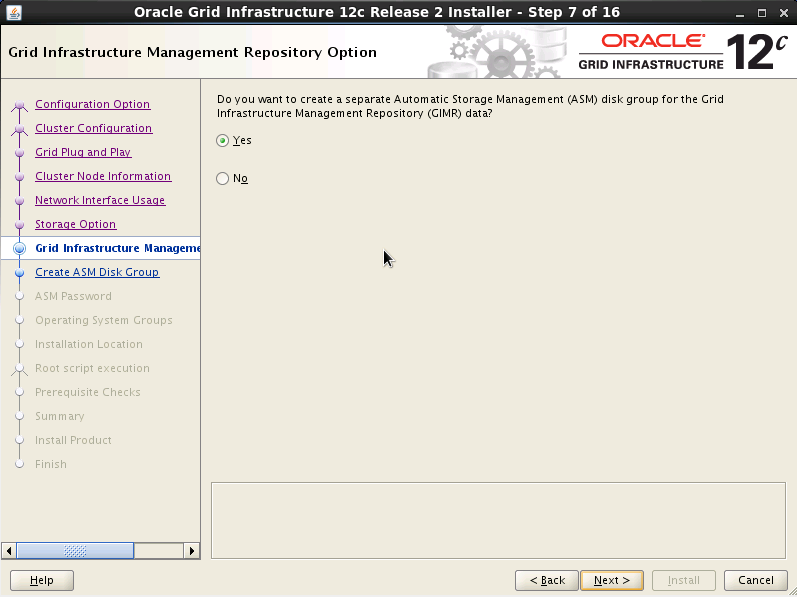 Oracle Grid Infrastructure 12c Release 2 Installer - Step 7 of 16
Grid Infrastructure Management Repository Option
ORACLE®
GRID INFRASTRUCTURE
12c
Configuration Option
Cluster Configuration
Grid Plug and Play
Cluster Node Information
Network Interface Usage
Storage Option
Grid Infrastructure Manageme
Create ASM Disk Group
ASM Password
Operating System Groups
Installation Location
Root script execution
Prerequisite Checks
Summary
Install Product
Finish
Do you want to create a separate Automatic Storage Management (ASM) disk group for the Grid
Infrastructure Management Repository (GIMR) data?
Yes
No
Help
< Back
Next >
Install
Cancel